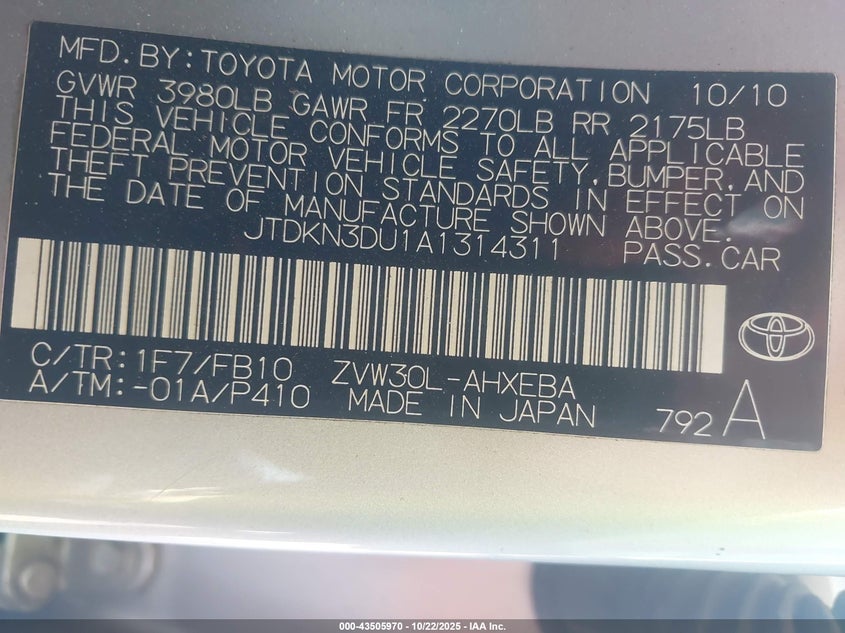 MFD.BY:TOYOTA MOTOR CORPORATION 10/10
GVWR 3980LB GAWR FR 2270LB RR 2175LB
THIS VEHICLE CONFORMS TO ALL APPLICABLE
FEDERAL MOTOR VEHICLE SAFETY,BUMPER,AND
THEFT PREVENTION STANDARDS IN EFFECT ON
THE DATE OF MANUFACTURE SHOWN ABOVE.
JTDKN3DU1A1314311 PASS.CAR
C/TR:1F7/FB10 ZVW30L-AHXEBA
A/TM:-01A/P410 MADE IN JAPAN 792 A
000-43505970 - 10/22/2025 - IAA Inc.